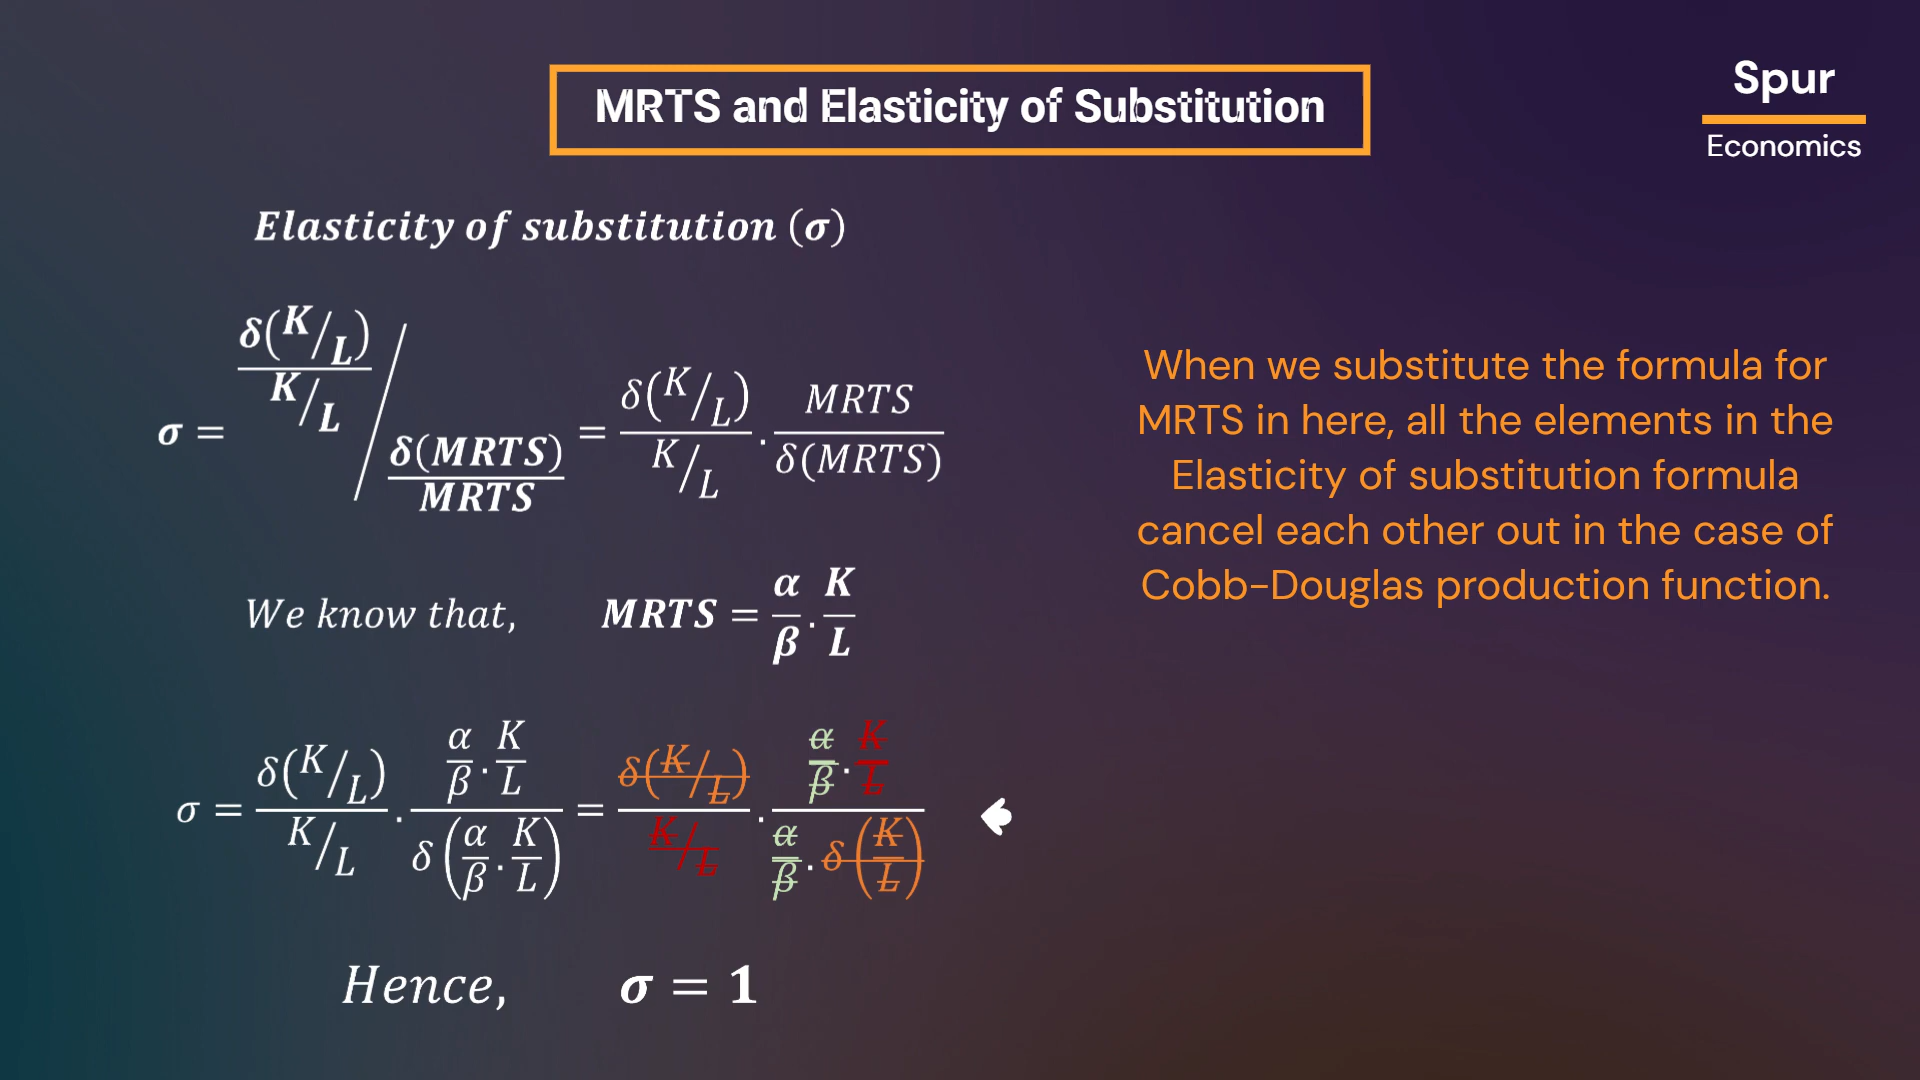 MRTS and Elasticity of Substitution
Spur
Economics
Elasticity of substitution (σ)
σ = δ(K/L) / K/L / δ(MRTS) / MRTS = δ(K/L) / K/L . MRTS / δ(MRTS)
When we substitute the formula for
MRTS in here, all the elements in the
Elasticity of substitution formula
cancel each other out in the case of
Cobb-Douglas production function.
We know that, MRTS = α/β . K/L
σ = δ(K/L) / K/L . α/β . K/L / δ(α/β . K/L) = δ(K/L) / K/L . α/β . K/L / α/β . δ(K/L)
Hence, σ = 1